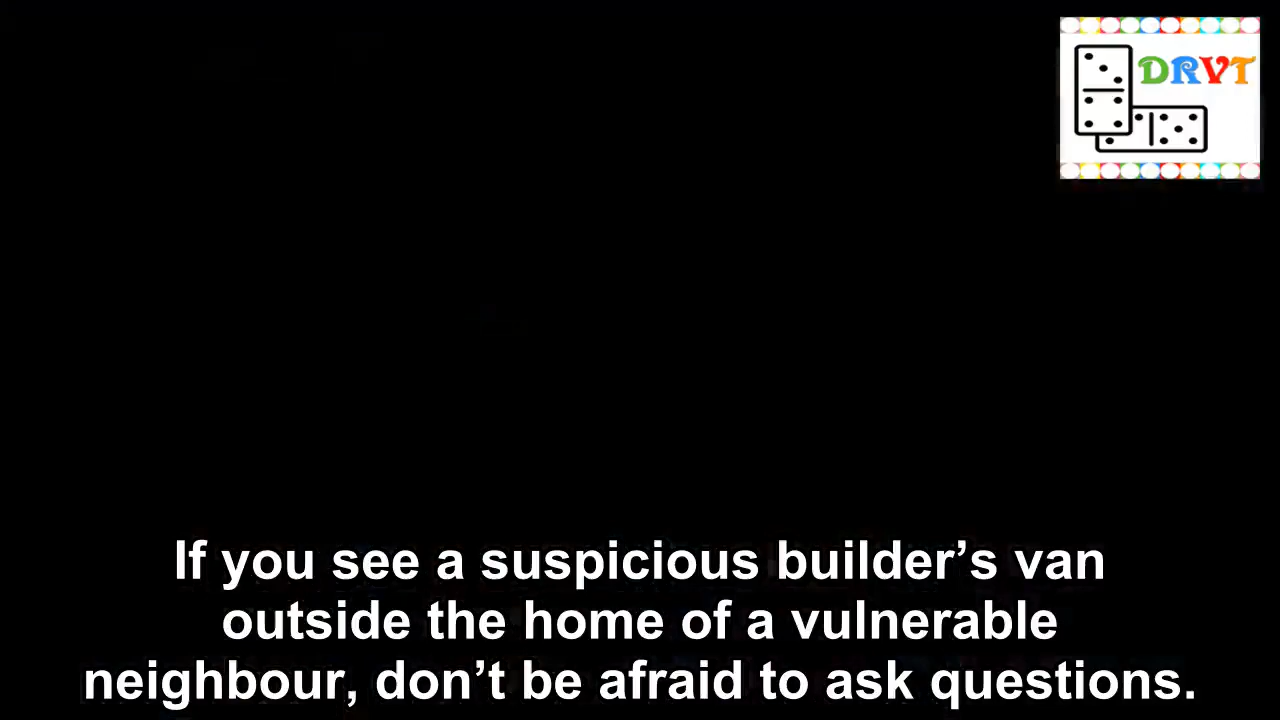 DRVT
If you see a suspicious builder’s van
outside the home of a vulnerable
neighbour, don’t be afraid to ask questions.